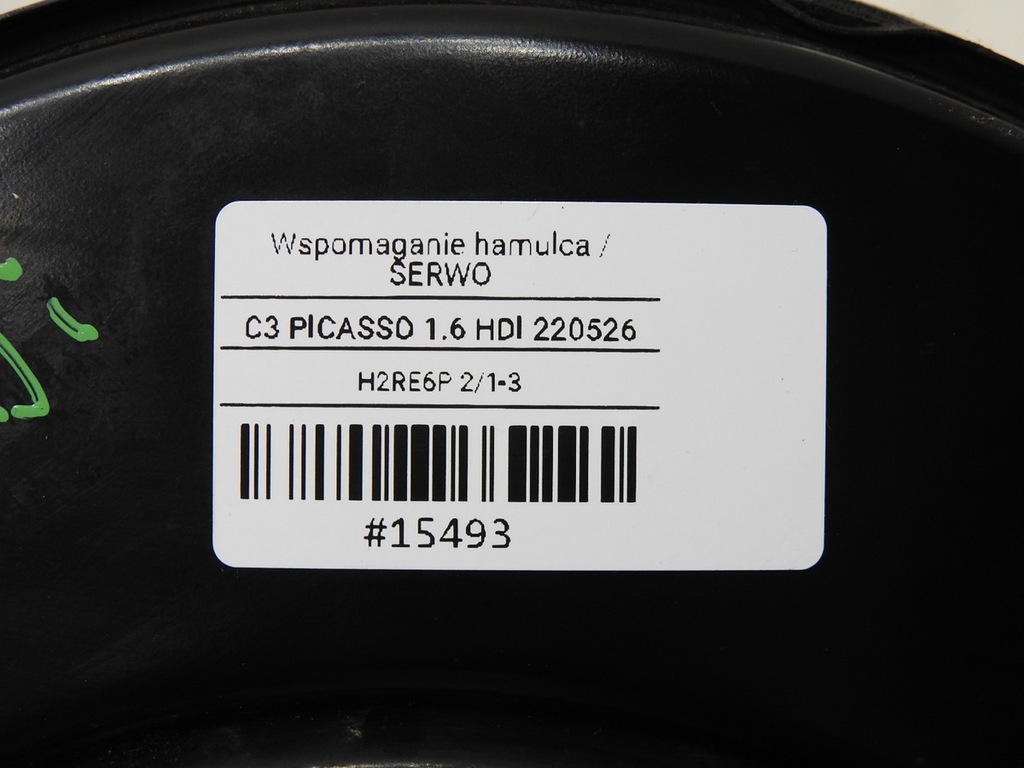 Wspomaganie hamulca /
SERWO
C3 PICASSO 1.6 HDI 220526
H2RE6P 2/1-3
#15493